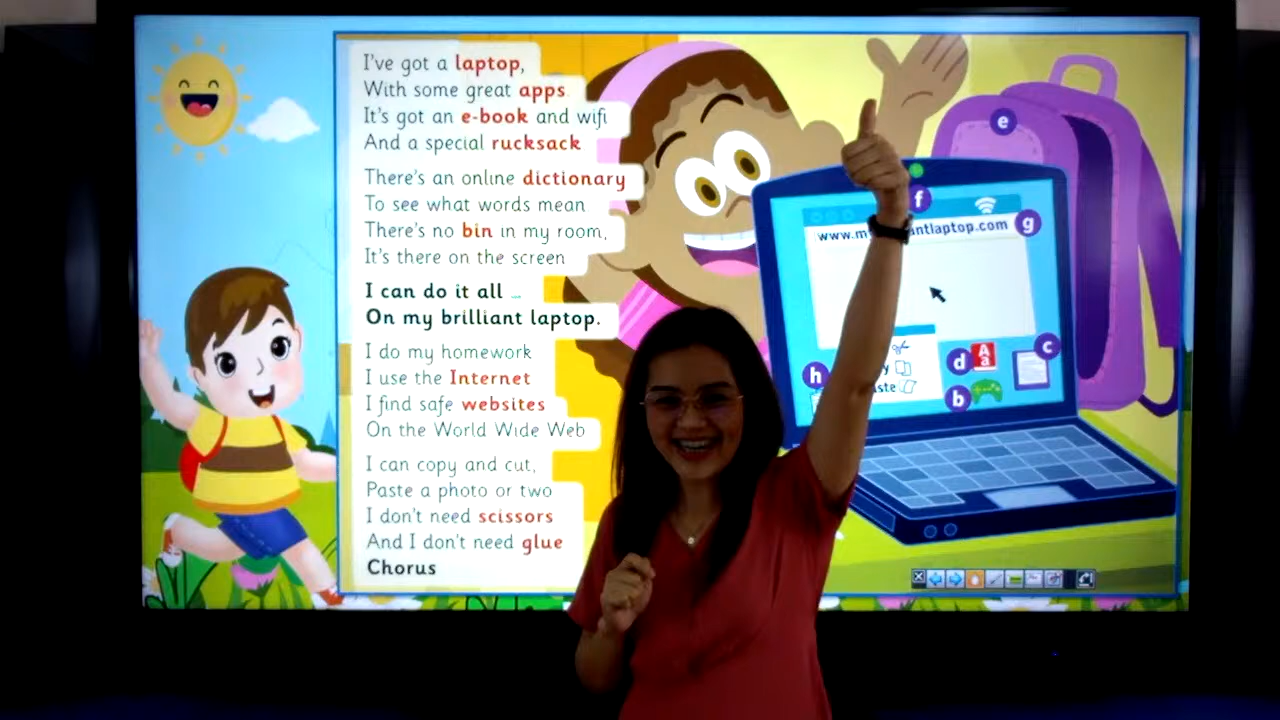 I've got a laptop,
With some great apps
It's got an e-book and wifi
And a special rucksack
There's an online dictionary
To see what words mean
There's no bin in my room,
It's there on the screen
I can do it all
On my brilliant laptop.
I do my homework
I use the Internet
I find safe websites
On the World Wide Web
I can copy and cut,
Paste a photo or two
I don't need scissors
And I don't need glue
Chorus
e
f
g
h
d
A
a
c
b